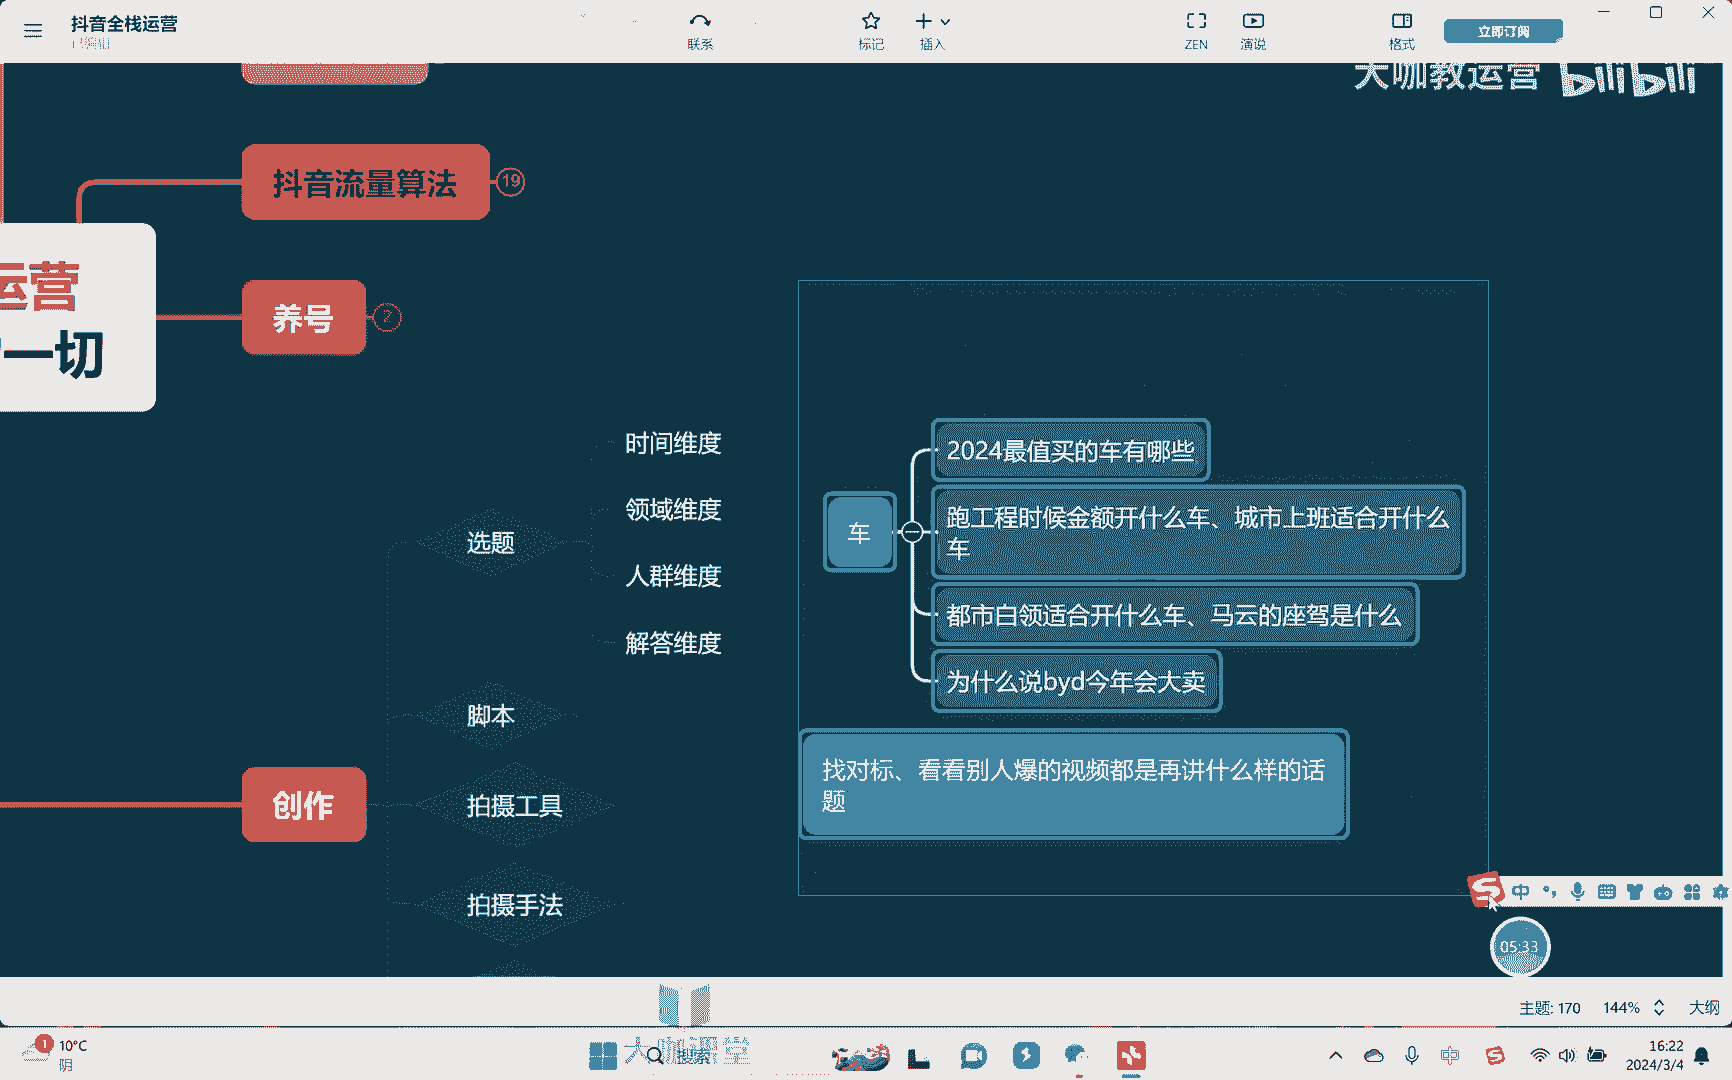 抖音全栈运营
已编辑
联系
标记
插入
ZEN
演说
格式
立即订阅
大咖教运营 bilibili
抖音流量算法
19
运营
一切
养号
2
时间维度
领域维度
人群维度
解答维度
选题
脚本
创作
拍摄工具
拍摄手法
车
2024最值买的车有哪些
跑工程时候金额开什么车、城市上班适合开什么
车
都市白领适合开什么车、马云的座驾是什么
为什么说byd今年会大卖
找对标、看看别人爆的视频都是再讲什么样的话
题
中
05:33
主题: 170
144%
大纲
1
10°C
阴
大咖课堂
搜索
中
16:22
2024/3/4